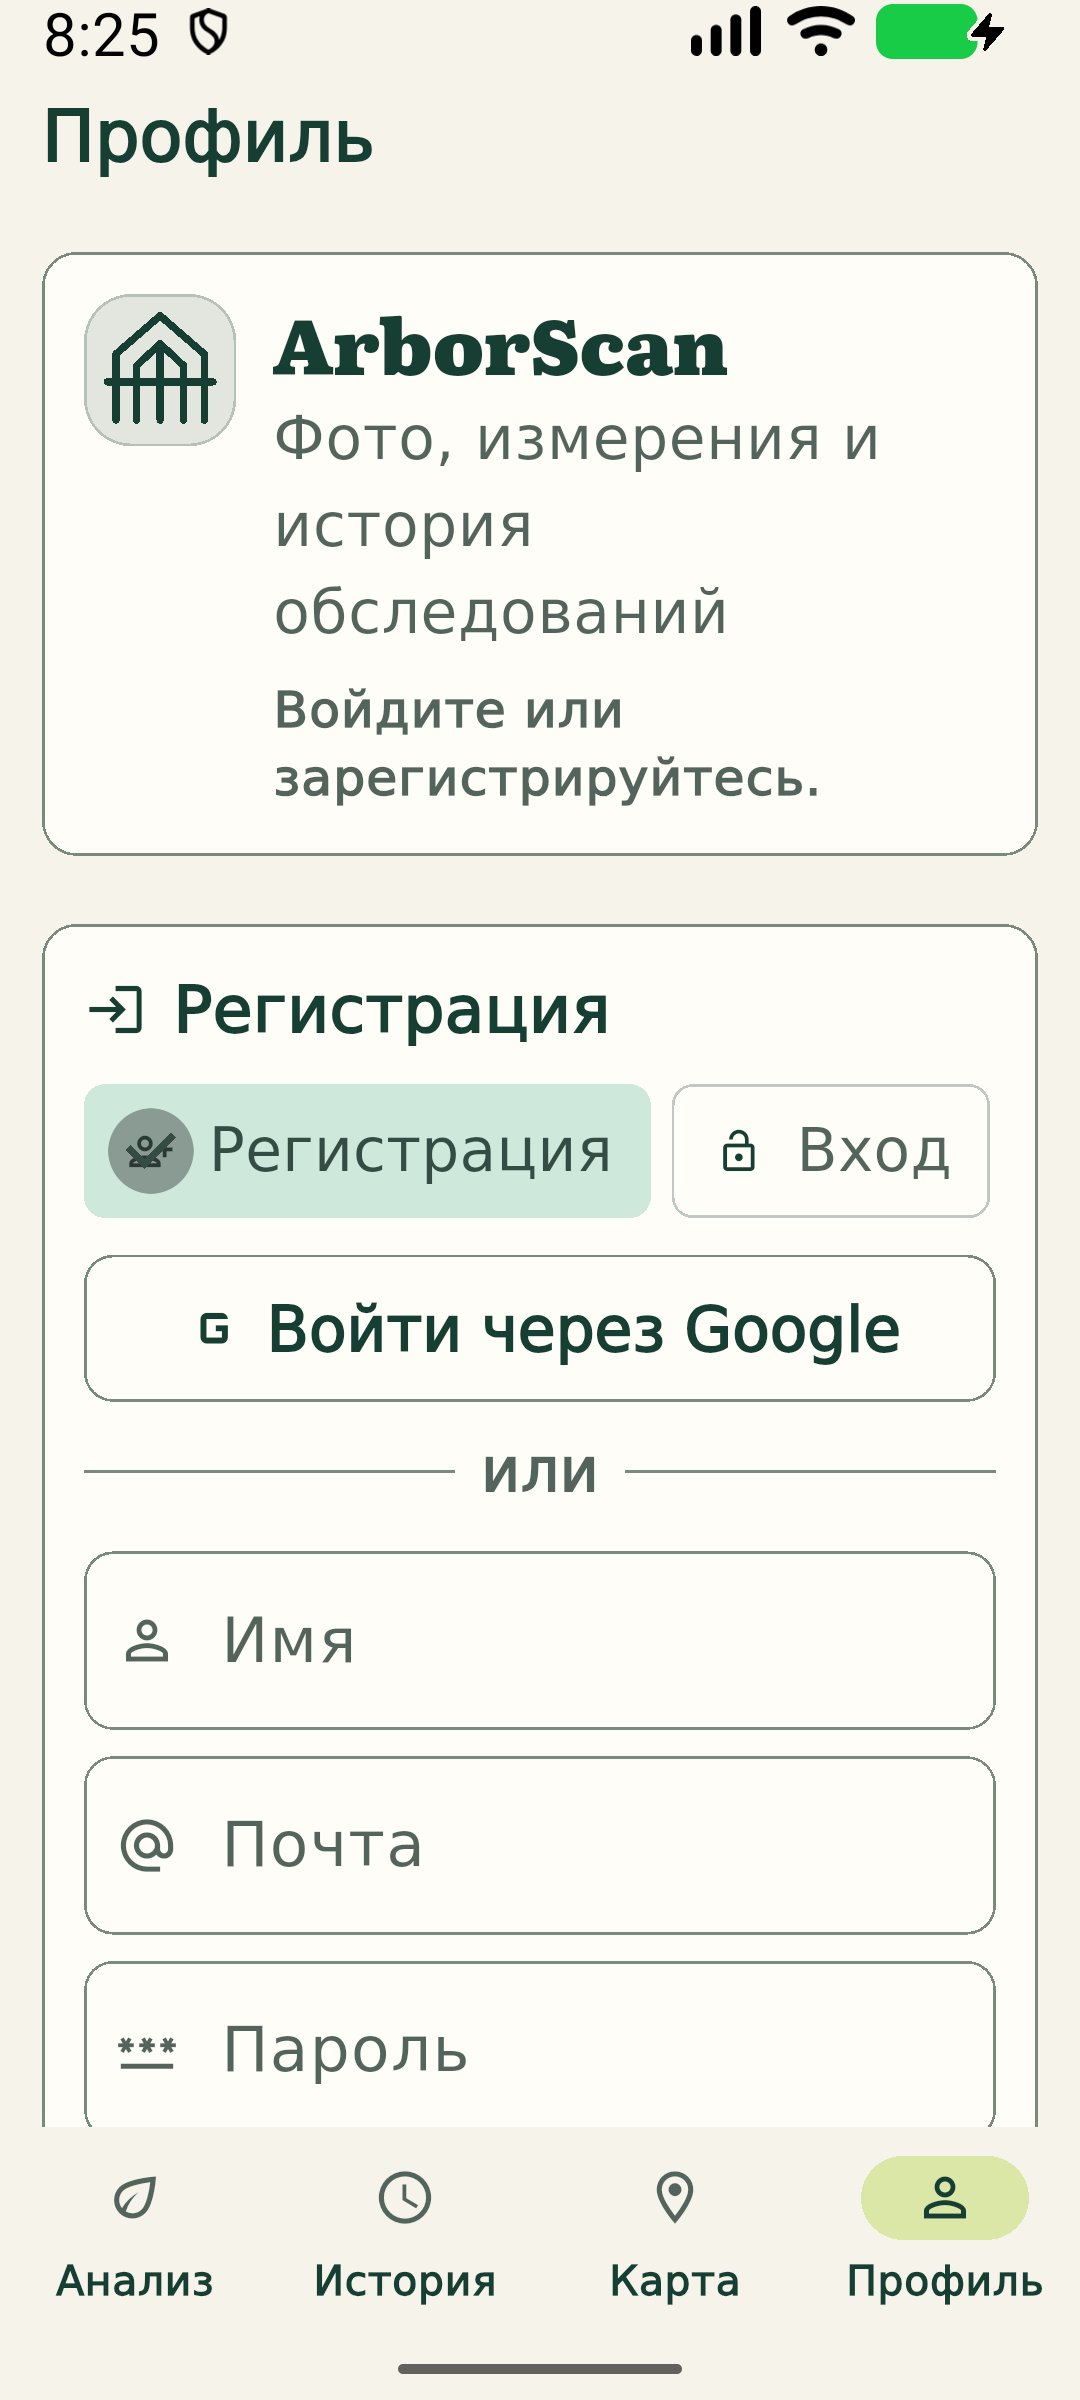 8:25
Профиль
ArborScan
Фото, измерения и
история
обследований
Войдите или
зарегистрируйтесь.
Регистрация
Регистрация
Вход
G Войти через Google
или
Имя
Почта
Пароль
Анализ
История
Карта
Профиль